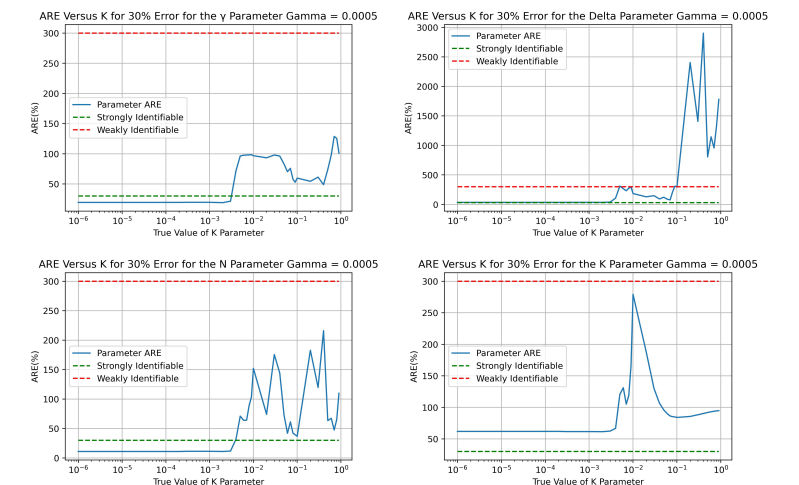 ARE Versus K for 30% Error for the γ Parameter Gamma = 0.0005
300
250
200
150
100
50
ARE(%)
Parameter ARE
Strongly Identifiable
Weakly Identifiable
10⁻⁶ 10⁻⁵ 10⁻⁴ 10⁻³ 10⁻² 10⁻¹ 10⁰
True Value of K Parameter
ARE Versus K for 30% Error for the Delta Parameter Gamma = 0.0005
3000
2500
2000
1500
1000
500
0
ARE(%)
Parameter ARE
Strongly Identifiable
Weakly Identifiable
10⁻⁶ 10⁻⁵ 10⁻⁴ 10⁻³ 10⁻² 10⁻¹ 10⁰
True Value of K Parameter
ARE Versus K for 30% Error for the N Parameter Gamma = 0.0005
300
250
200
150
100
50
0
ARE(%)
Parameter ARE
Strongly Identifiable
Weakly Identifiable
10⁻⁶ 10⁻⁵ 10⁻⁴ 10⁻³ 10⁻² 10⁻¹ 10⁰
True Value of K Parameter
ARE Versus K for 30% Error for the K Parameter Gamma = 0.0005
300
250
200
150
100
50
ARE(%)
Parameter ARE
Strongly Identifiable
Weakly Identifiable
10⁻⁶ 10⁻⁵ 10⁻⁴ 10⁻³ 10⁻² 10⁻¹ 10⁰
True Value of K Parameter